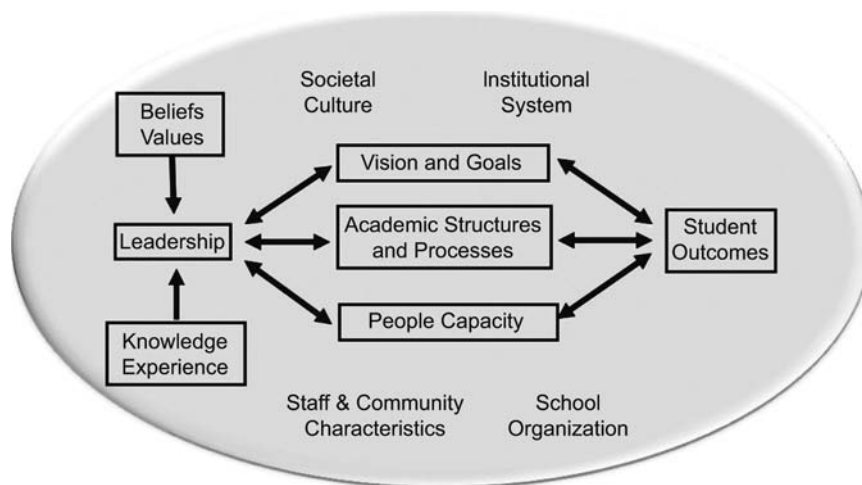 Societal
Culture
Institutional
System
Beliefs
Values
Vision and Goals
Leadership
Academic Structures
and Processes
Student
Outcomes
People Capacity
Knowledge
Experience
Staff & Community
Characteristics
School
Organization